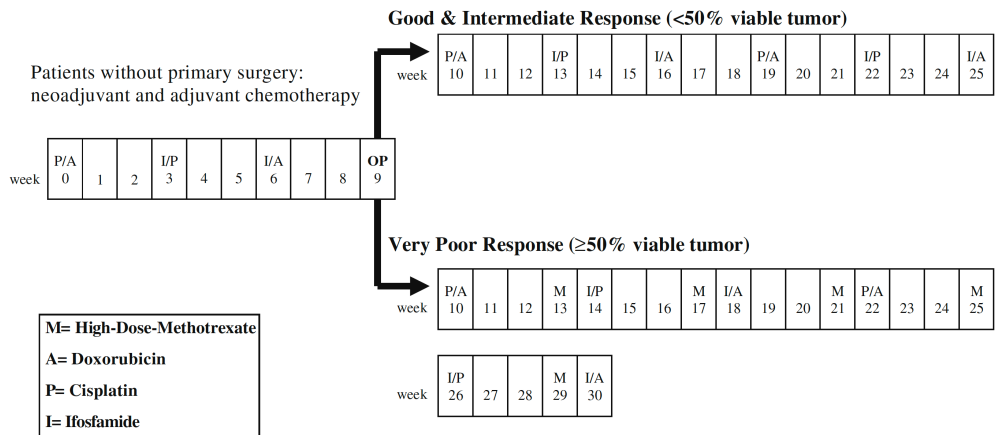 Good & Intermediate Response (<50% viable tumor)
P/A I/P I/A P/A I/P I/A
week 10 11 12 13 14 15 16 17 18 19 20 21 22 23 24 25
Patients without primary surgery:
neoadjuvant and adjuvant chemotherapy
P/A I/P I/A OP
week 0 1 2 3 4 5 6 7 8 9
Very Poor Response (≥50% viable tumor)
P/A M I/P M I/A M P/A M
week 10 11 12 13 14 15 16 17 18 19 20 21 22 23 24 25
I/P M I/A
week 26 27 28 29 30
M= High-Dose-Methotrexate
A= Doxorubicin
P= Cisplatin
I= Ifosfamide